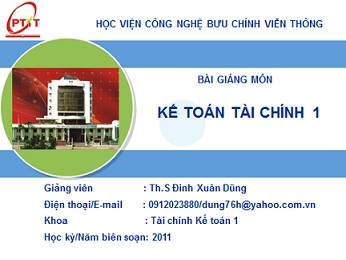 PTIT
HỌC VIỆN CÔNG NGHỆ BƯU CHÍNH VIỄN THÔNG
BÀI GIẢNG MÔN
KẾ TOÁN TÀI CHÍNH 1
Giảng viên : Th.S Đinh Xuân Dũng
Điện thoại/E-mail : 0912023880/dung76h@yahoo.com.vn
Khoa : Tài chính Kế toán 1
Học kỳ/Năm biên soạn: 2011